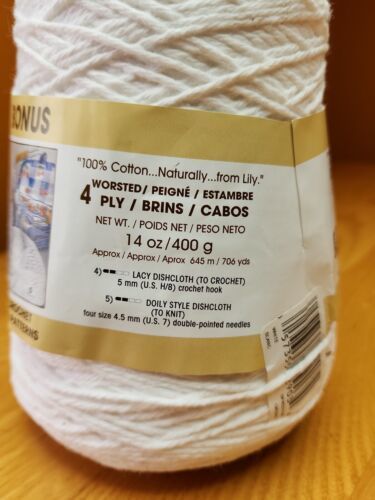 BONUS
"100% Cotton...Naturally...from Lily."
4 WORSTED/ PEIGNÉ / ESTAMBRE
PLY / BRINS / CABOS
NET WT. / POIDS NET / PESO NETO
14 oz/400 g
Approx / Approx / Aprox 645 m / 706 yds
4) LACY DISHCLOTH (TO CROCHET)
5 mm (U.S. H/8) crochet hook
5) DOILY STYLE DISHCLOTH
(TO KNIT)
four size 4.5 mm (U.S. 7) double-pointed needles
CROCHET
PATTERNS